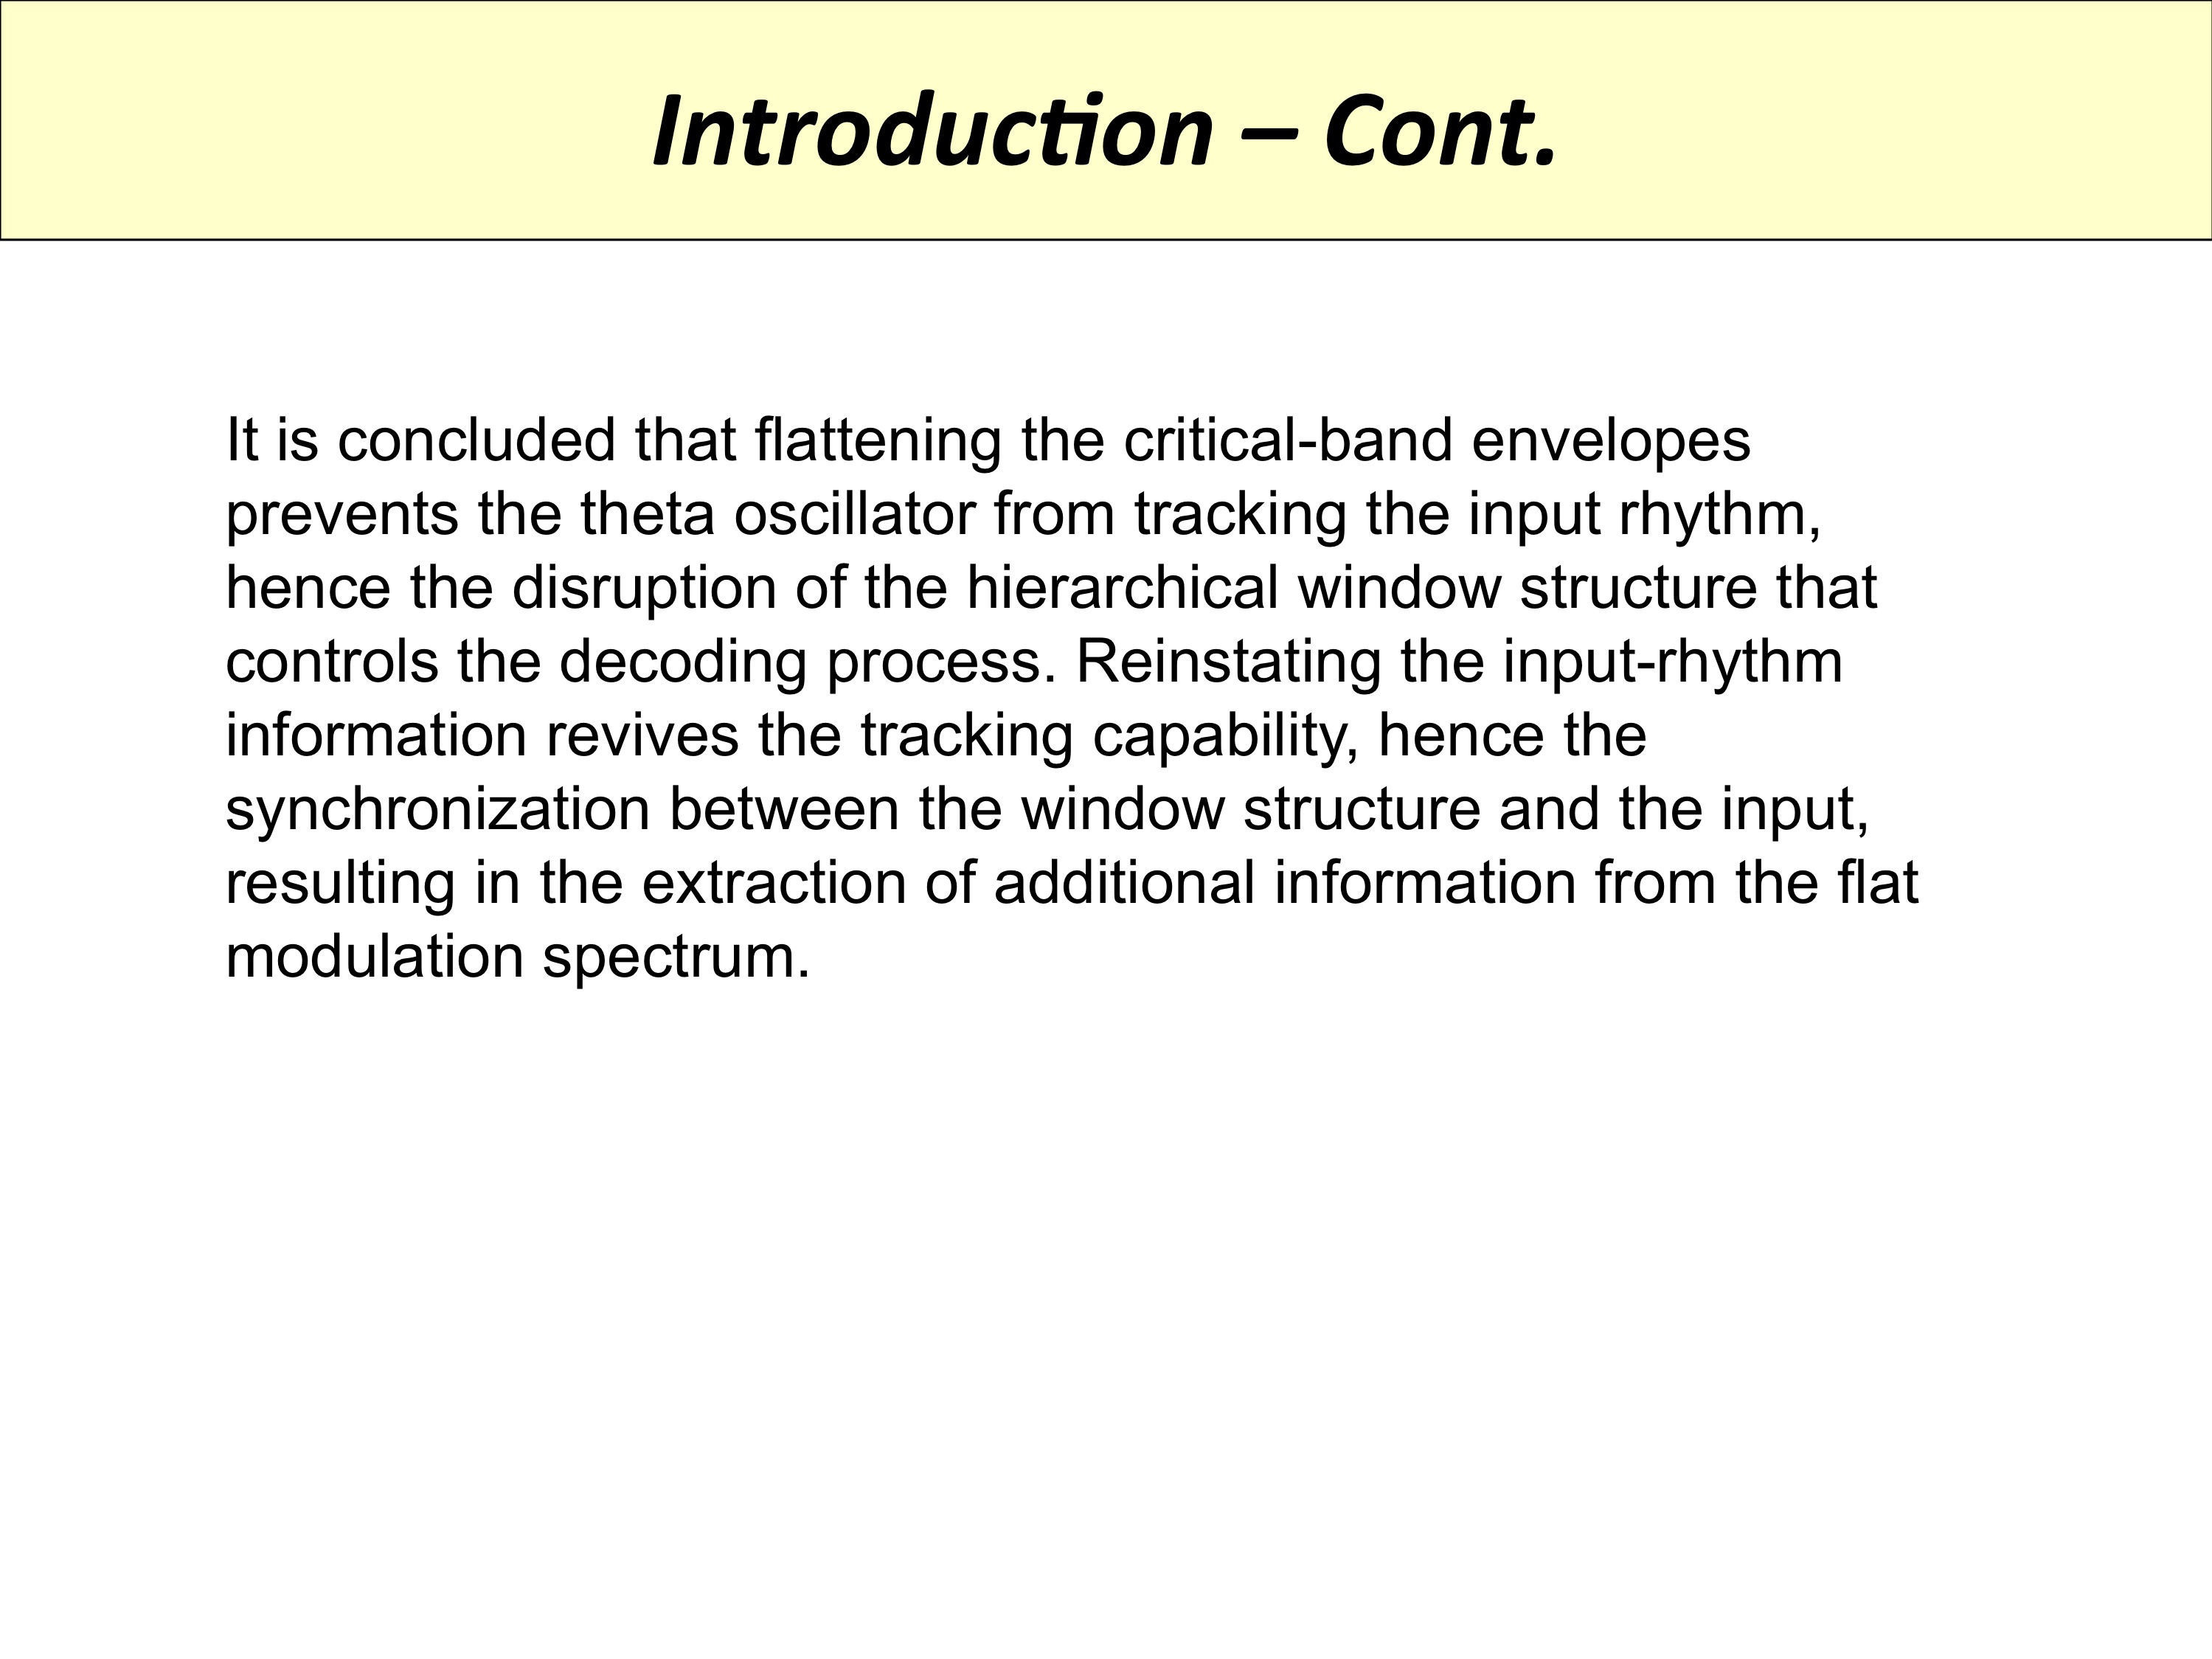 Introduction – Cont.
It is concluded that flattening the critical-band envelopes
prevents the theta oscillator from tracking the input rhythm,
hence the disruption of the hierarchical window structure that
controls the decoding process. Reinstating the input-rhythm
information revives the tracking capability, hence the
synchronization between the window structure and the input,
resulting in the extraction of additional information from the flat
modulation spectrum.